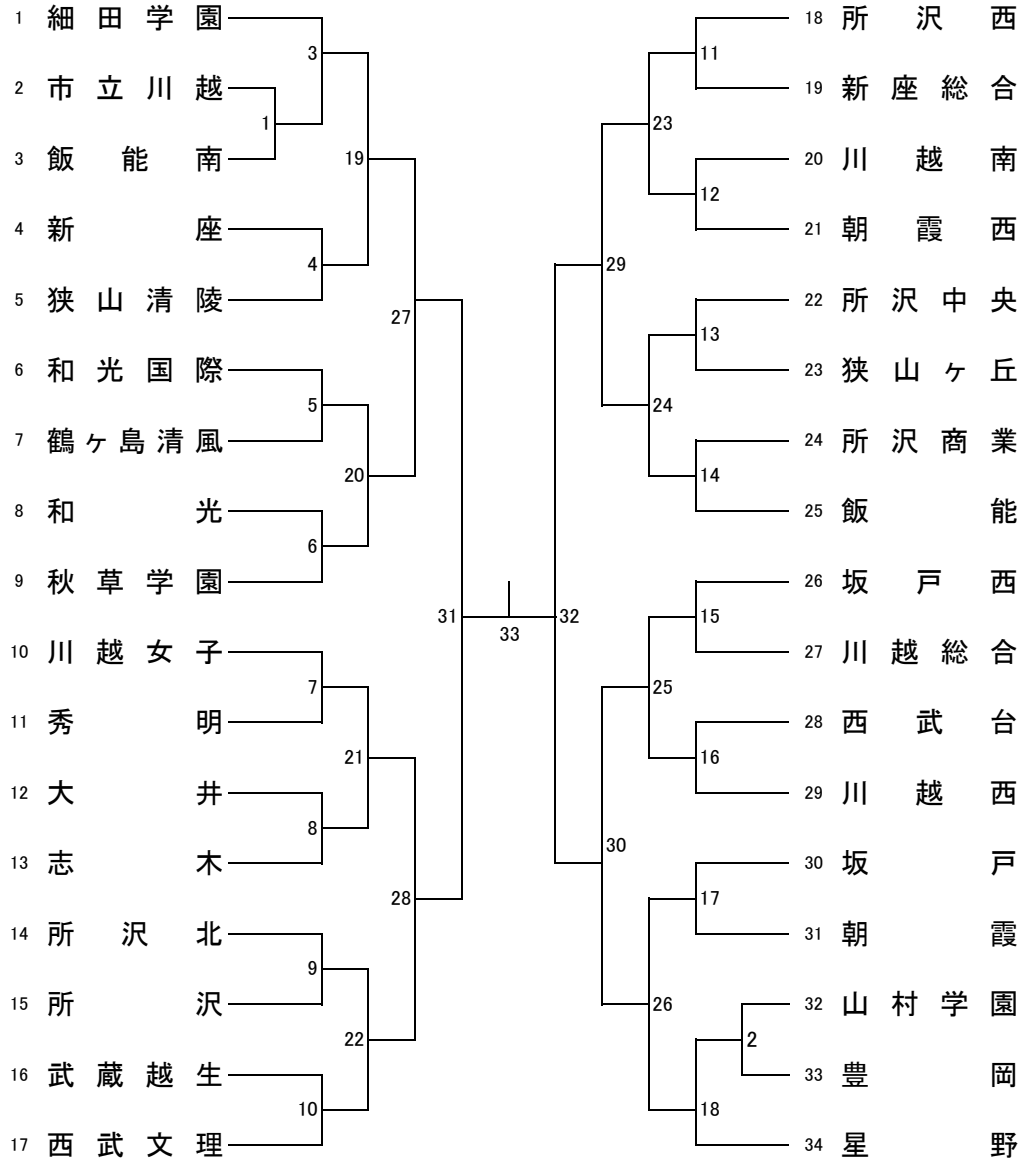 1 細田学園
2 市立川越
3 飯能南
4 新座
5 狭山清陵
6 和光国際
7 鶴ヶ島清風
8 和光
9 秋草学園
10 川越女子
11 秀明
12 大井
13 志木
14 所沢北
15 所沢
16 武蔵越生
17 西武文理
3
1
19
4
27
5
20
6
31
7
21
8
28
9
22
10
33
32
11
23
12
29
13
24
14
15
25
16
30
17
26
2
18
18 所沢西
19 新座総合
20 川越南
21 朝霞西
22 所沢中央
23 狭山ヶ丘
24 所沢商業
25 飯能
26 坂戸西
27 川越総合
28 西武台
29 川越西
30 坂戸
31 朝霞
32 山村学園
33 豊岡
34 星野